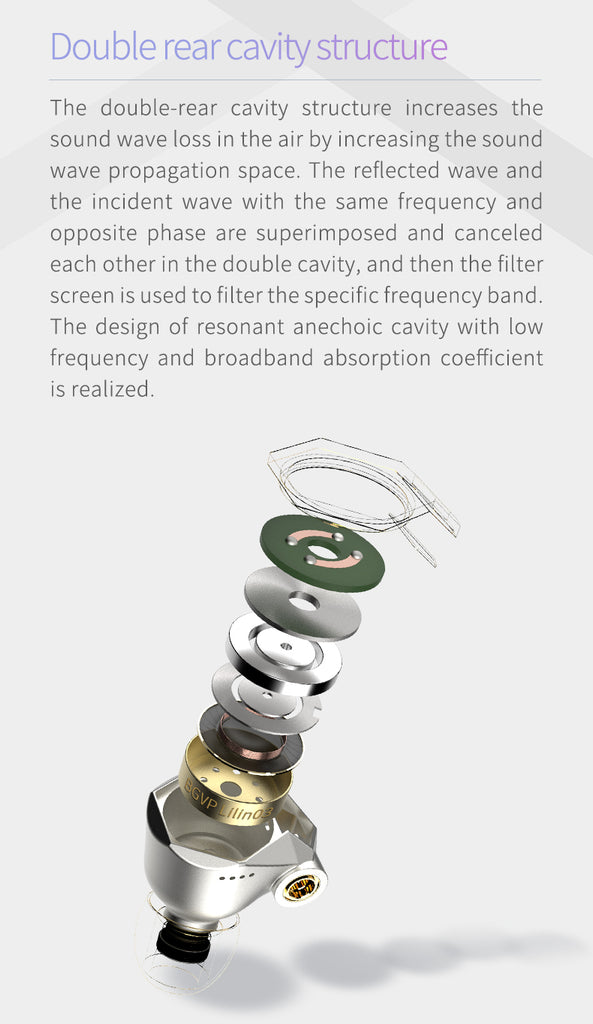 Double rear cavity structure
The double-rear cavity structure increases the
sound wave loss in the air by increasing the sound
wave propagation space. The reflected wave and
the incident wave with the same frequency and
opposite phase are superimposed and canceled
each other in the double cavity, and then the filter
screen is used to filter the specific frequency band.
The design of resonant anechoic cavity with low
frequency and broadband absorption coefficient
is realized.
BGVP Lilin0.3